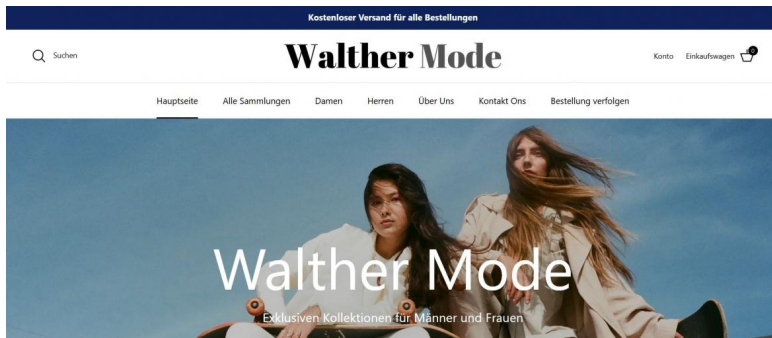 Kostenloser Versand für alle Bestellungen
Suchen
Walther Mode
Konto Einkaufswagen 0
Hauptseite Alle Sammlungen Damen Herren Über Uns Kontakt Ons Bestellung verfolgen
Walther Mode
Exklusiven Kollektionen für Männer und Frauen